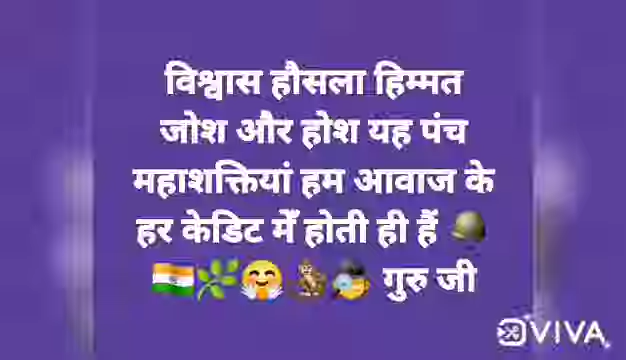 विश्वास हौसला हिम्मत
जोश और होश यह पंच
महाशक्तियां हम आवाज के
हर केडिट मेँ होती ही हैं 🪖
🇮🇳🌿🤗💂🕵️ गुरु जी
VIVA